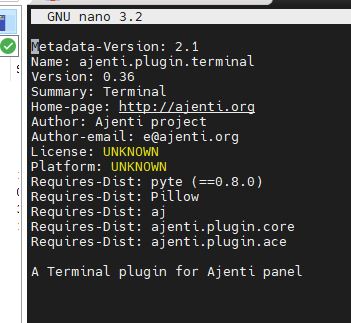 GNU nano 3.2
Metadata-Version: 2.1
Name: ajenti.plugin.terminal
Version: 0.36
Summary: Terminal
Home-page: http://ajenti.org
Author: Ajenti project
Author-email: e@ajenti.org
License: UNKNOWN
Platform: UNKNOWN
Requires-Dist: pyte (==0.8.0)
Requires-Dist: Pillow
Requires-Dist: aj
Requires-Dist: ajenti.plugin.core
Requires-Dist: ajenti.plugin.ace
A Terminal plugin for Ajenti panel